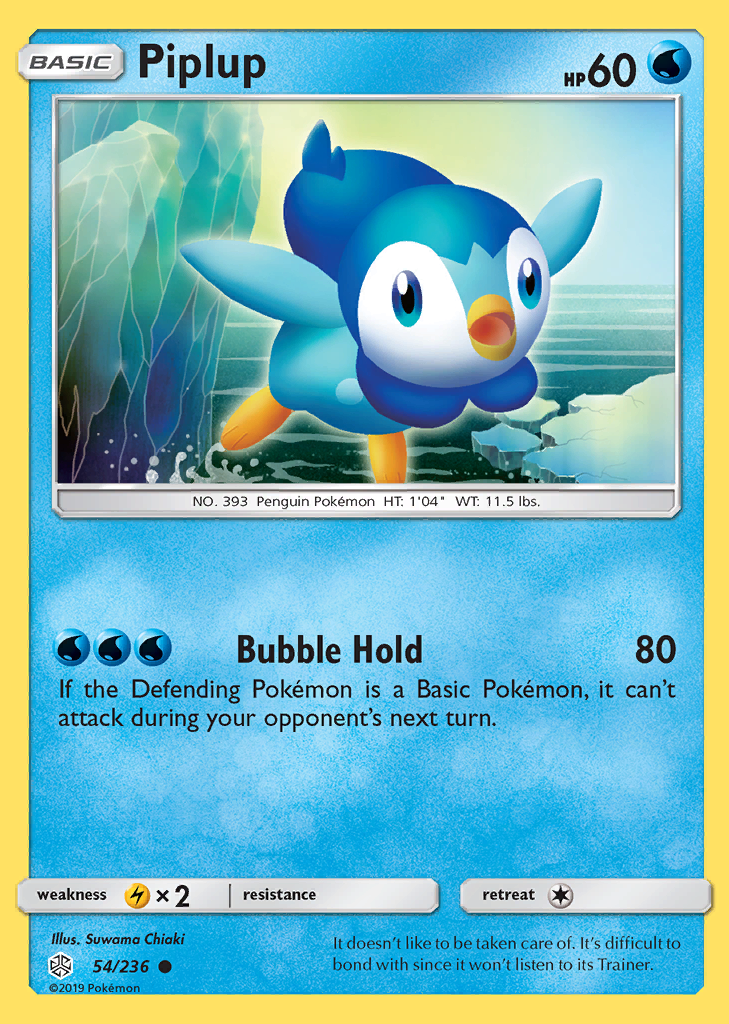 BASIC Piplup HP60
NO. 393 Penguin Pokémon HT: 1'04" WT: 11.5 lbs.
Bubble Hold 80
If the Defending Pokémon is a Basic Pokémon, it can't
attack during your opponent's next turn.
weakness ×2 resistance retreat
Illus. Suwama Chiaki
54/236
©2019 Pokémon
It doesn't like to be taken care of. It's difficult to
bond with since it won't listen to its Trainer.